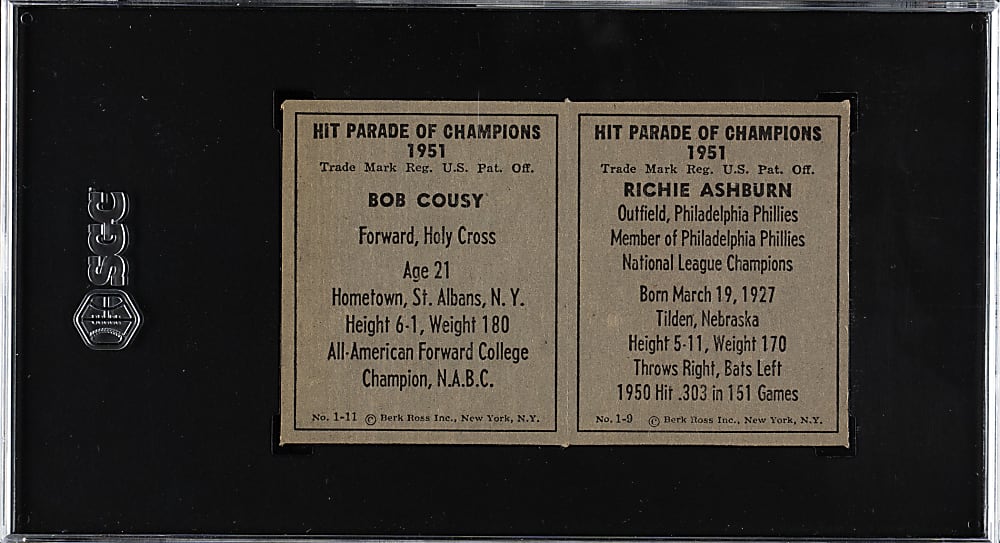 SGC
HIT PARADE OF CHAMPIONS
1951
Trade Mark Reg. U.S. Pat. Off.
BOB COUSY
Forward, Holy Cross
Age 21
Hometown, St. Albans, N. Y.
Height 6-1, Weight 180
All-American Forward College
Champion, N.A.B.C.
No. 1-11 © Berk Ross Inc., New York, N.Y.
HIT PARADE OF CHAMPIONS
1951
Trade Mark Reg. U.S. Pat. Off.
RICHIE ASHBURN
Outfield, Philadelphia Phillies
Member of Philadelphia Phillies
National League Champions
Born March 19, 1927
Tilden, Nebraska
Height 5-11, Weight 170
Throws Right, Bats Left
1950 Hit .303 in 151 Games
No. 1-9 © Berk Ross Inc., New York, N.Y.